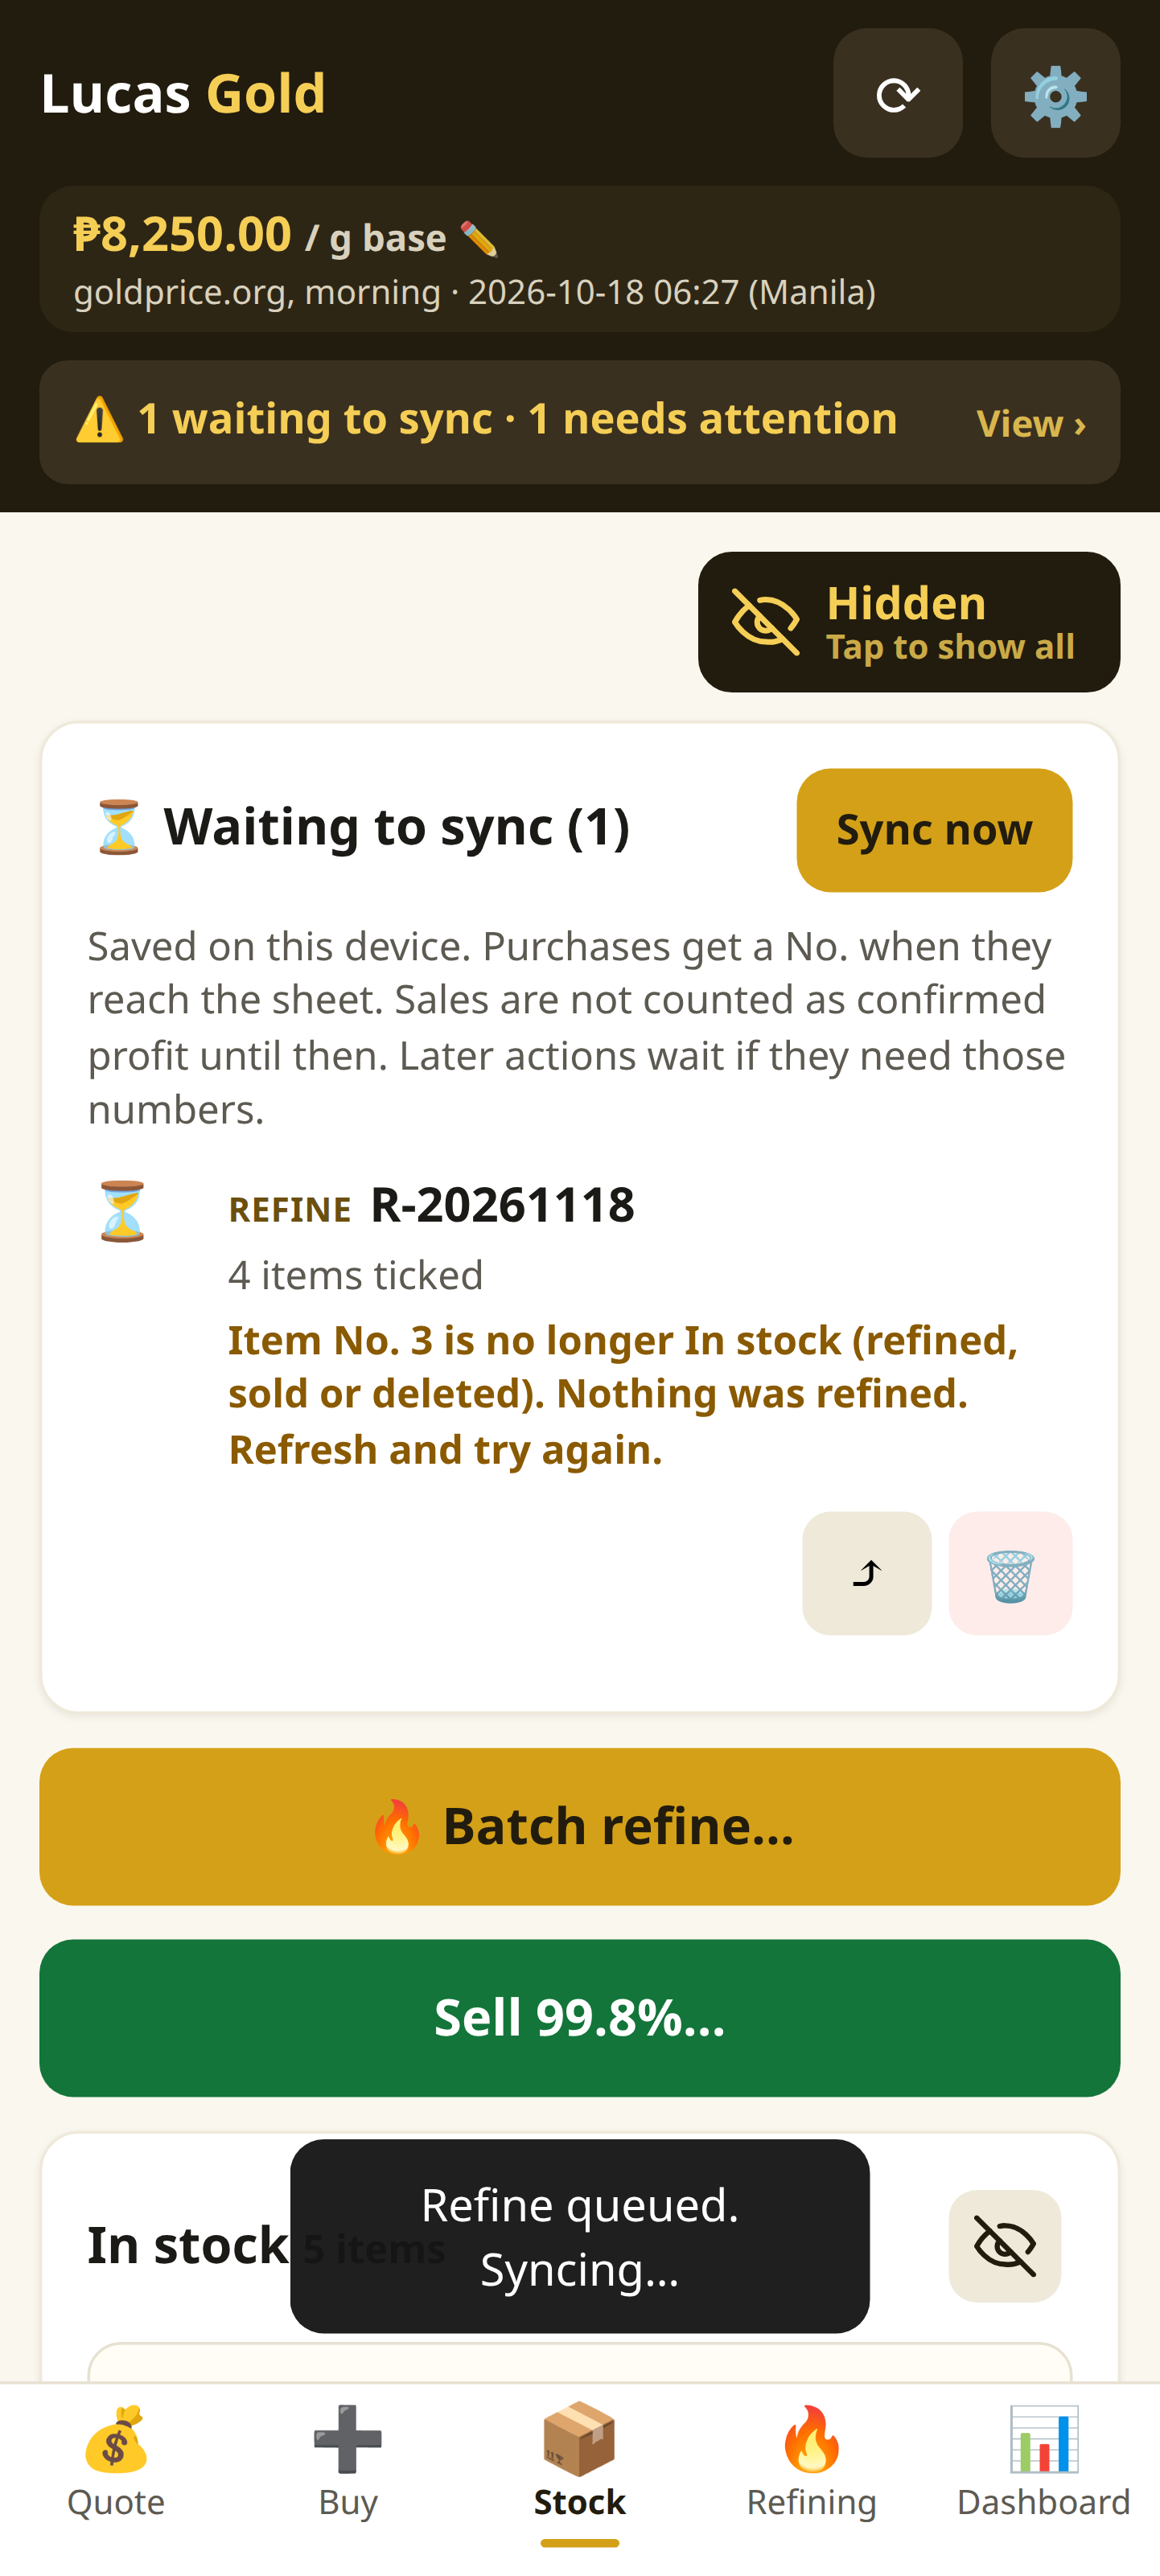 Lucas Gold
₱8,250.00 / g base
goldprice.org, morning · 2026-10-18 06:27 (Manila)
1 waiting to sync · 1 needs attention View ›
Hidden
Tap to show all
Waiting to sync (1) Sync now
Saved on this device. Purchases get a No. when they
reach the sheet. Sales are not counted as confirmed
profit until then. Later actions wait if they need those
numbers.
REFINE R-20261118
4 items ticked
Item No. 3 is no longer In stock (refined,
sold or deleted). Nothing was refined.
Refresh and try again.
Batch refine…
Sell 99.8%…
In stock 5 items
Refine queued.
Syncing…
Quote Buy Stock Refining Dashboard